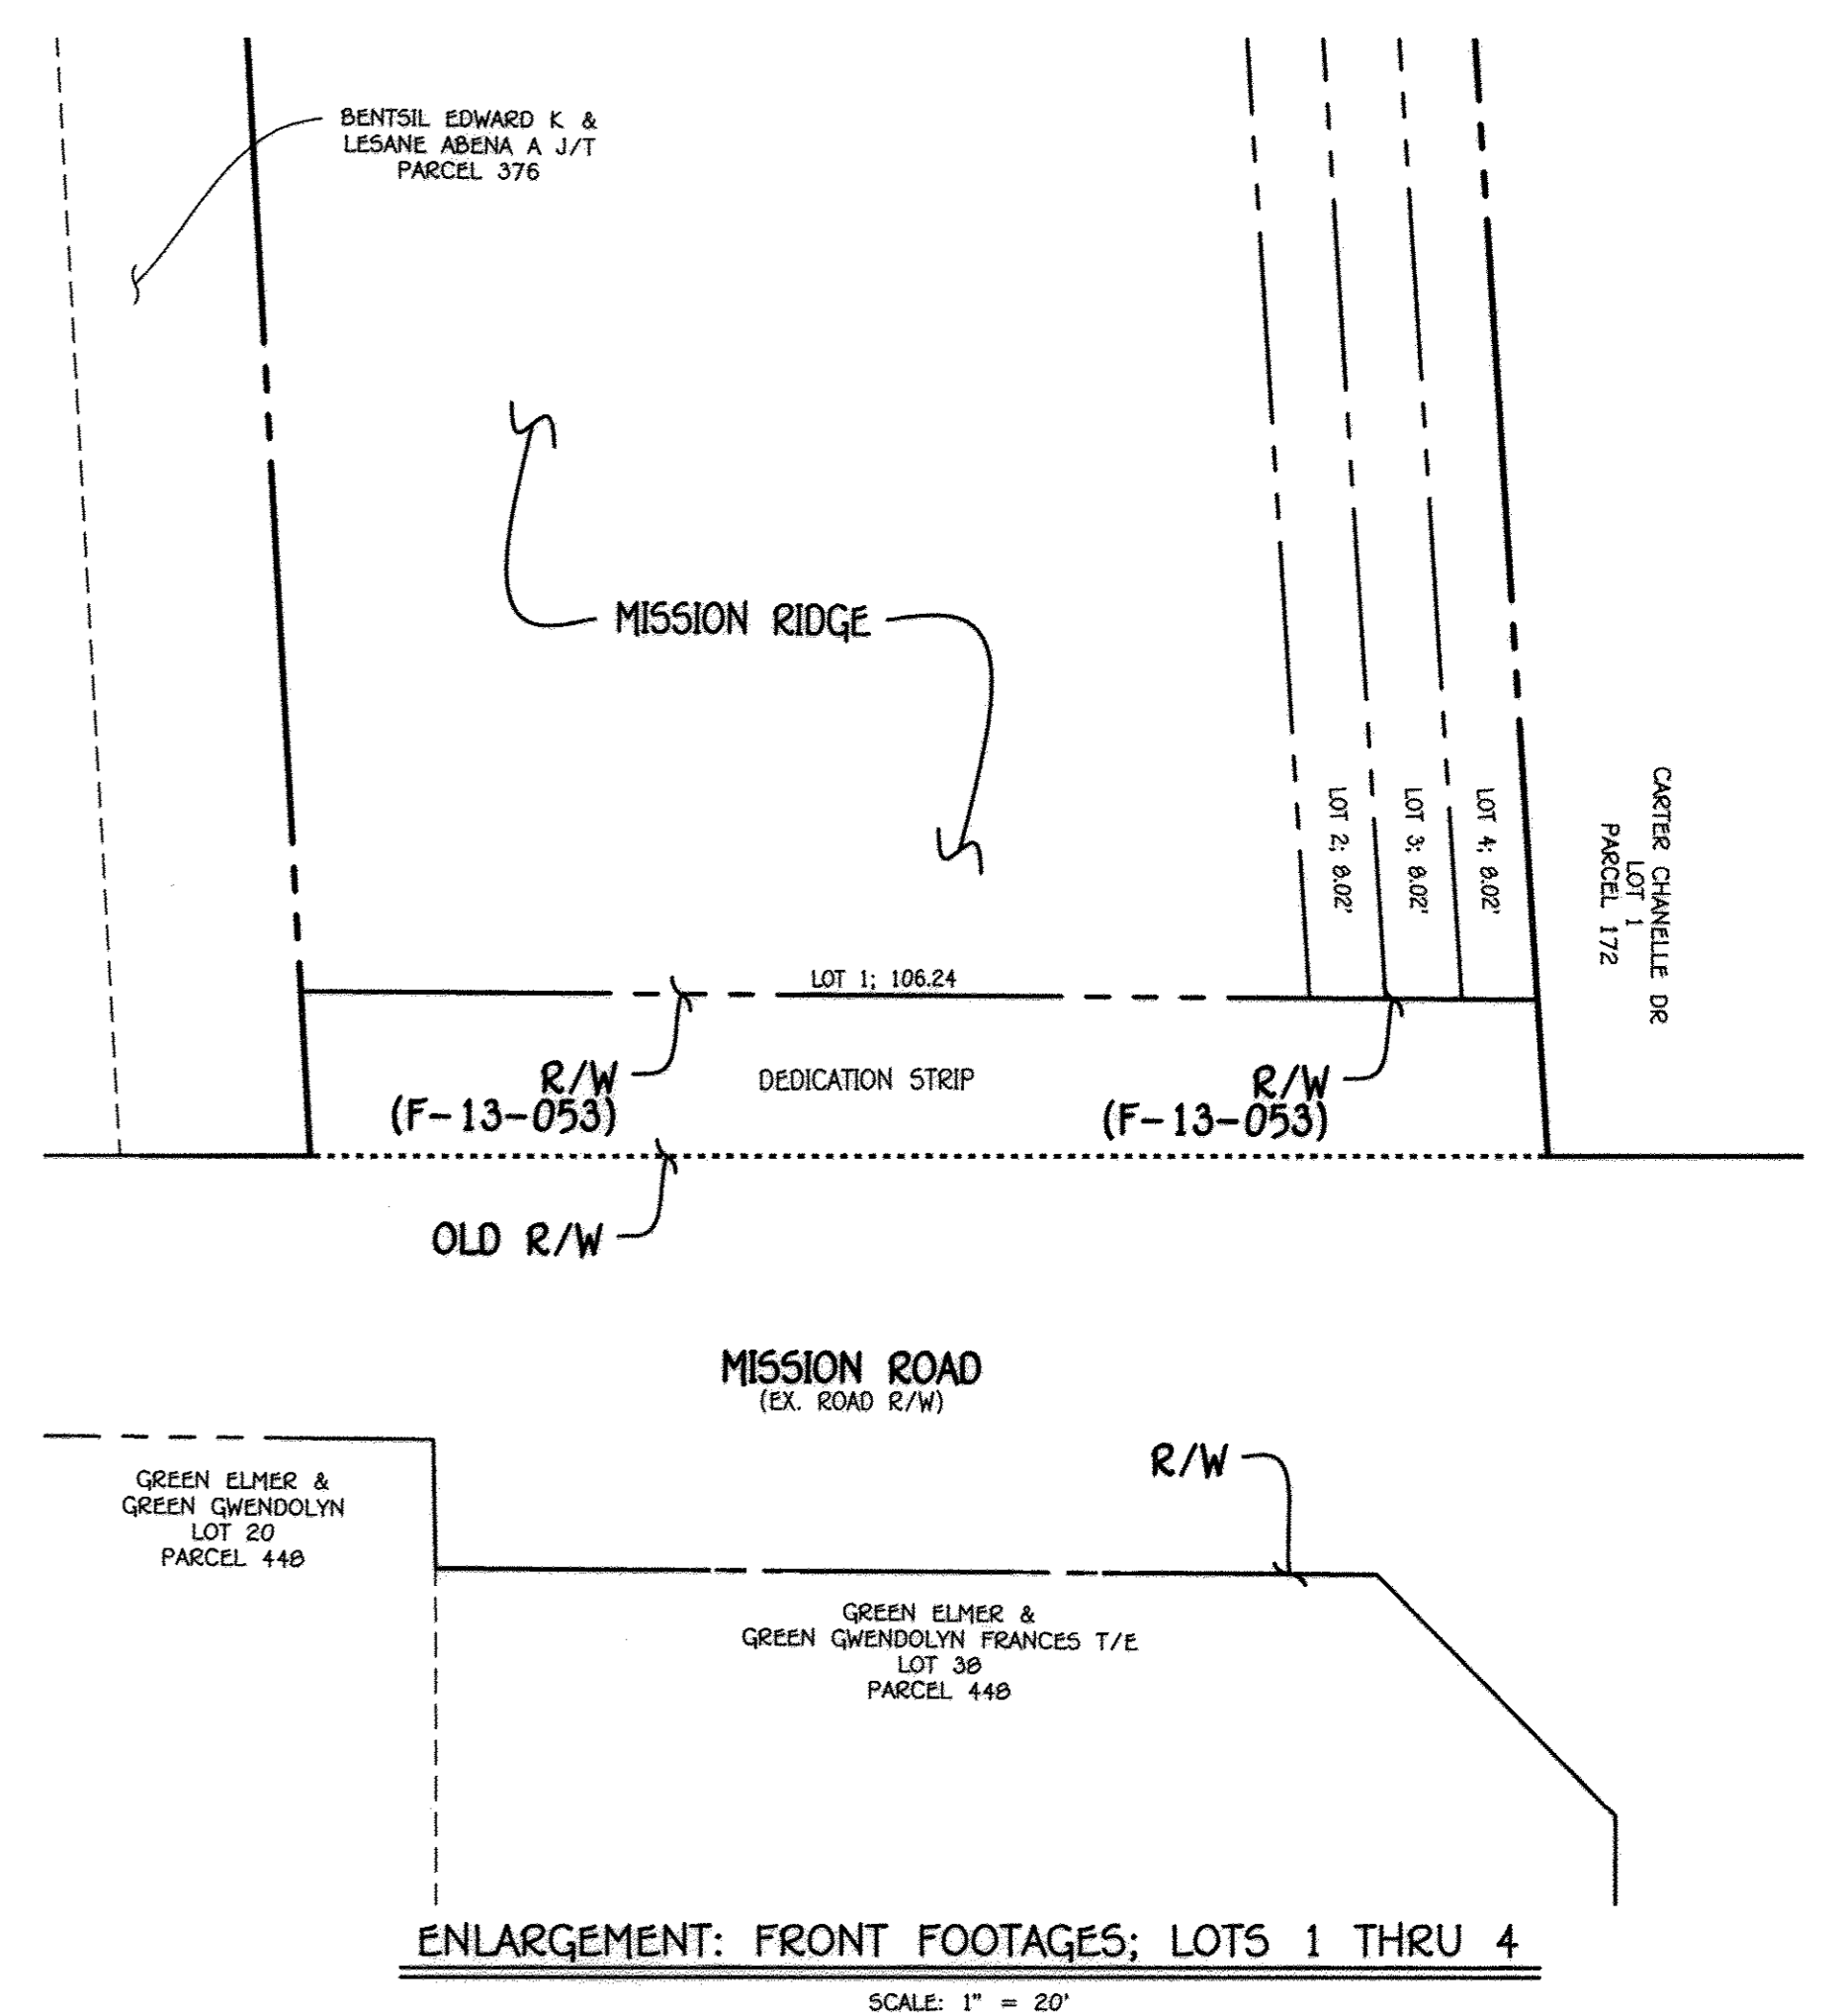 BENTSIL EDWARD K &
LESANE ABENA A J/T
PARCEL 376
MISSION RIDGE
LOT 2; 8.02'
LOT 3; 8.02'
LOT 4; 8.02'
CARTER CHANELLE DR
LOT 1
PARCEL 172
LOT 1; 106.24
R/W
(F-13-053)
DEDICATION STRIP
R/W
(F-13-053)
OLD R/W
MISSION ROAD
(EX. ROAD R/W)
R/W
GREEN ELMER &
GREEN GWENDOLYN
LOT 20
PARCEL 448
GREEN ELMER &
GREEN GWENDOLYN FRANCES T/E
LOT 38
PARCEL 448
ENLARGEMENT: FRONT FOOTAGES; LOTS 1 THRU 4
SCALE: 1" = 20'